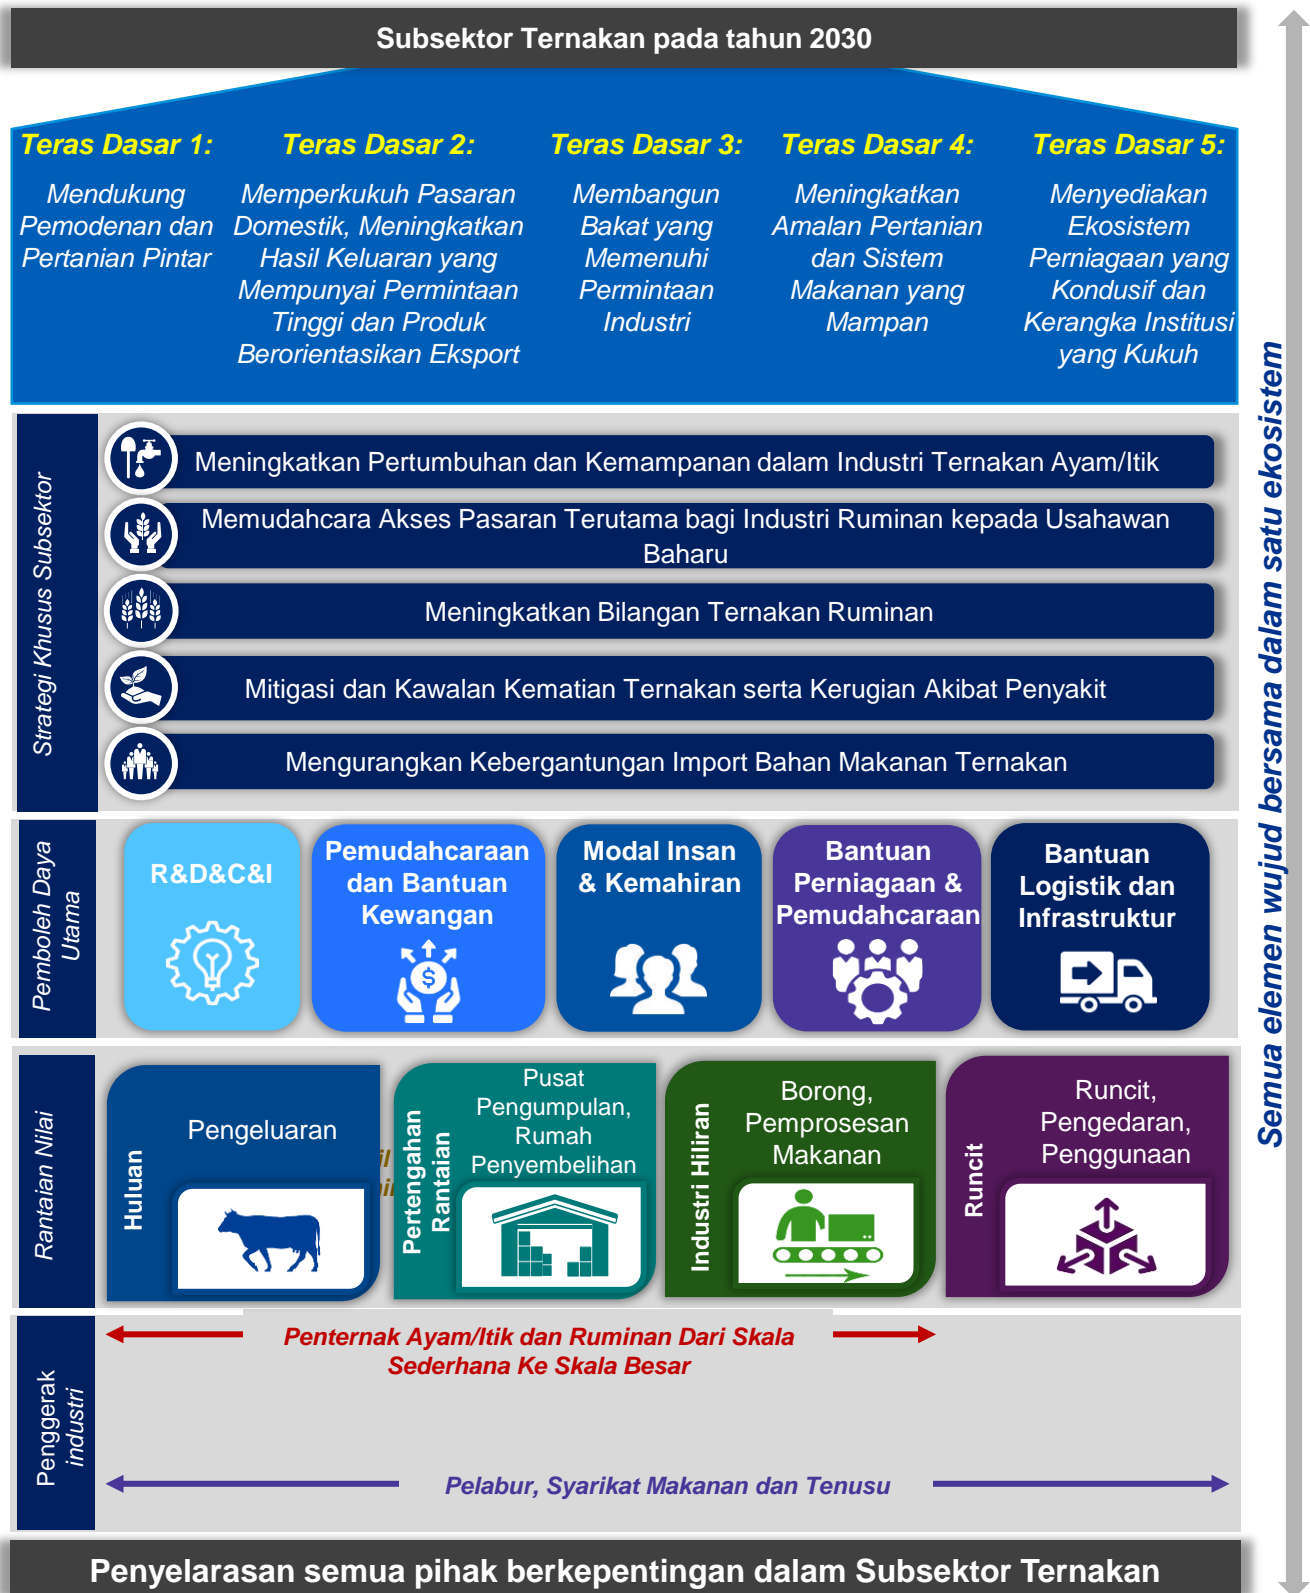 Subsektor Ternakan pada tahun 2030
Teras Dasar 1:
Mendukung
Pemodenan dan
Pertanian Pintar
Teras Dasar 2:
Memperkukuh Pasaran
Domestik, Meningkatkan
Hasil Keluaran yang
Mempunyai Permintaan
Tinggi dan Produk
Berorientasikan Eksport
Teras Dasar 3:
Membangun
Bakat yang
Memenuhi
Permintaan
Industri
Teras Dasar 4:
Meningkatkan
Amalan Pertanian
dan Sistem
Makanan yang
Mampan
Teras Dasar 5:
Menyediakan
Ekosistem
Perniagaan yang
Kondusif dan
Kerangka Institusi
yang Kukuh
Strategi Khusus Subsektor
Meningkatkan Pertumbuhan dan Kemampanan dalam Industri Ternakan Ayam/Itik
Memudahcara Akses Pasaran Terutama bagi Industri Ruminan kepada Usahawan
Baharu
Meningkatkan Bilangan Ternakan Ruminan
Mitigasi dan Kawalan Kematian Ternakan serta Kerugian Akibat Penyakit
Mengurangkan Kebergantungan Import Bahan Makanan Ternakan
Pemboleh Daya
Utama
R&D&C&I
Pemudahcaraan
dan Bantuan
Kewangan
$
Modal Insan
& Kemahiran
Bantuan
Perniagaan &
Pemudahcaraan
Bantuan
Logistik dan
Infrastruktur
Rantaian Nilai
Huluan
Pengeluaran
Pertengahan
Rantaian
Pusat
Pengumpulan,
Rumah
Penyembelihan
Industri Hiliran
Borong,
Pemprosesan
Makanan
Runcit
Runcit,
Pengedaran,
Penggunaan
Penggerak
industri
Penternak Ayam/Itik dan Ruminan Dari Skala
Sederhana Ke Skala Besar
Pelabur, Syarikat Makanan dan Tenusu
Semua elemen wujud bersama dalam satu ekosistem
Penyelarasan semua pihak berkepentingan dalam Subsektor Ternakan